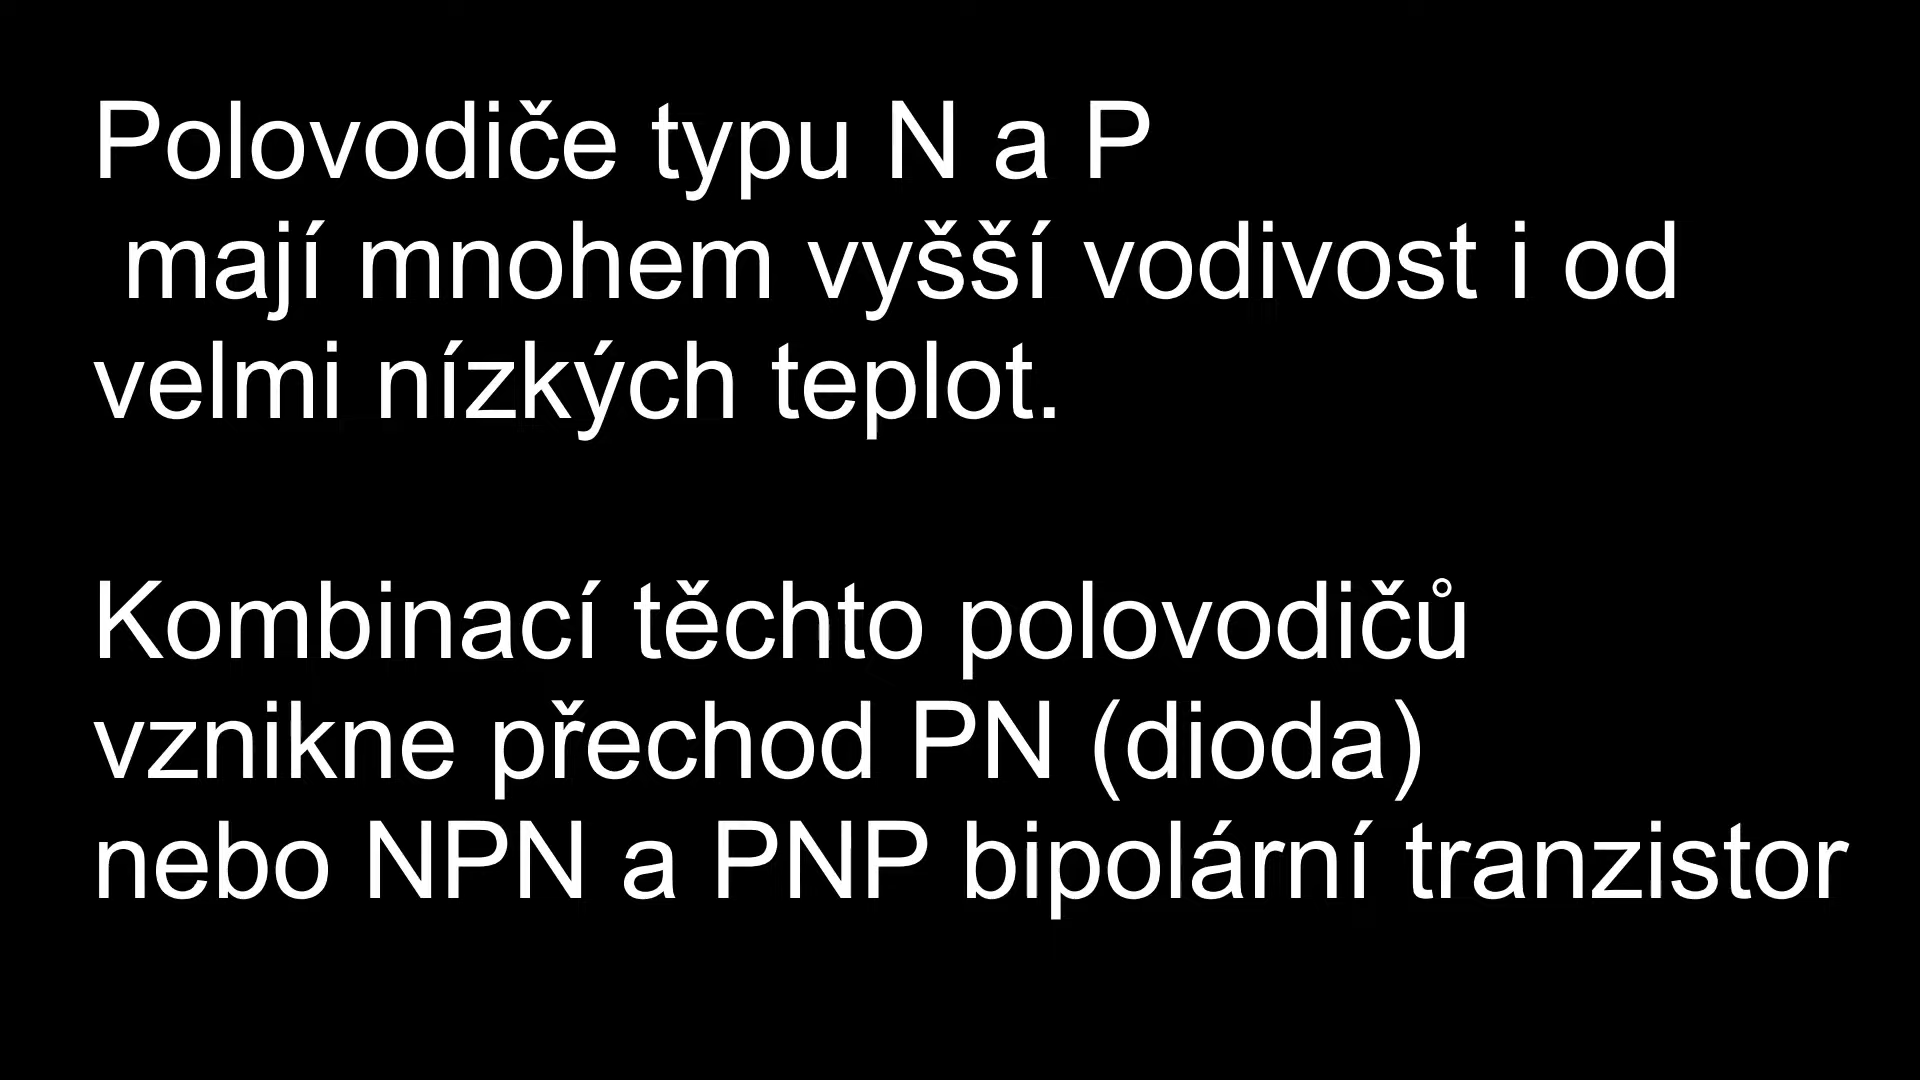 Polovodiče typu N a P
mají mnohem vyšší vodivost i od
velmi nízkých teplot.
Kombinací těchto polovodičů
vznikne přechod PN (dioda)
nebo NPN a PNP bipolární tranzistor